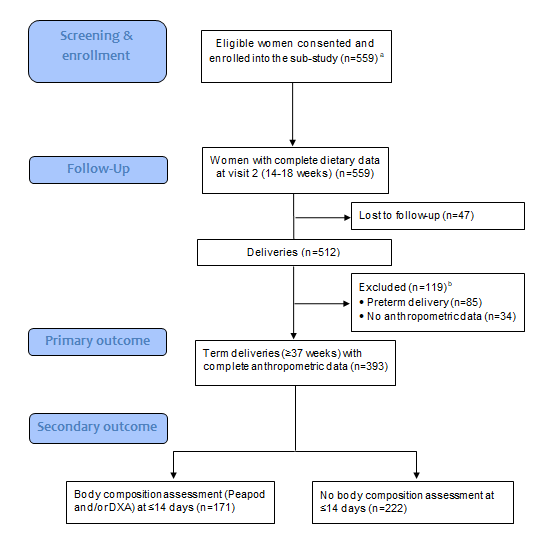 Screening &
enrollment
Eligible women consented and
enrolled into the sub-study (n=559) a
Follow-Up
Women with complete dietary data
at visit 2 (14-18 weeks) (n=559)
Lost to follow-up (n=47)
Deliveries (n=512)
Excluded (n=119) b
• Preterm delivery (n=85)
• No anthropometric data (n=34)
Primary outcome
Term deliveries (≥37 weeks) with
complete anthropometric data (n=393)
Secondary outcome
Body composition assessment (Peapod
and/or DXA) at ≤14 days (n=171)
No body composition assessment at
≤14 days (n=222)